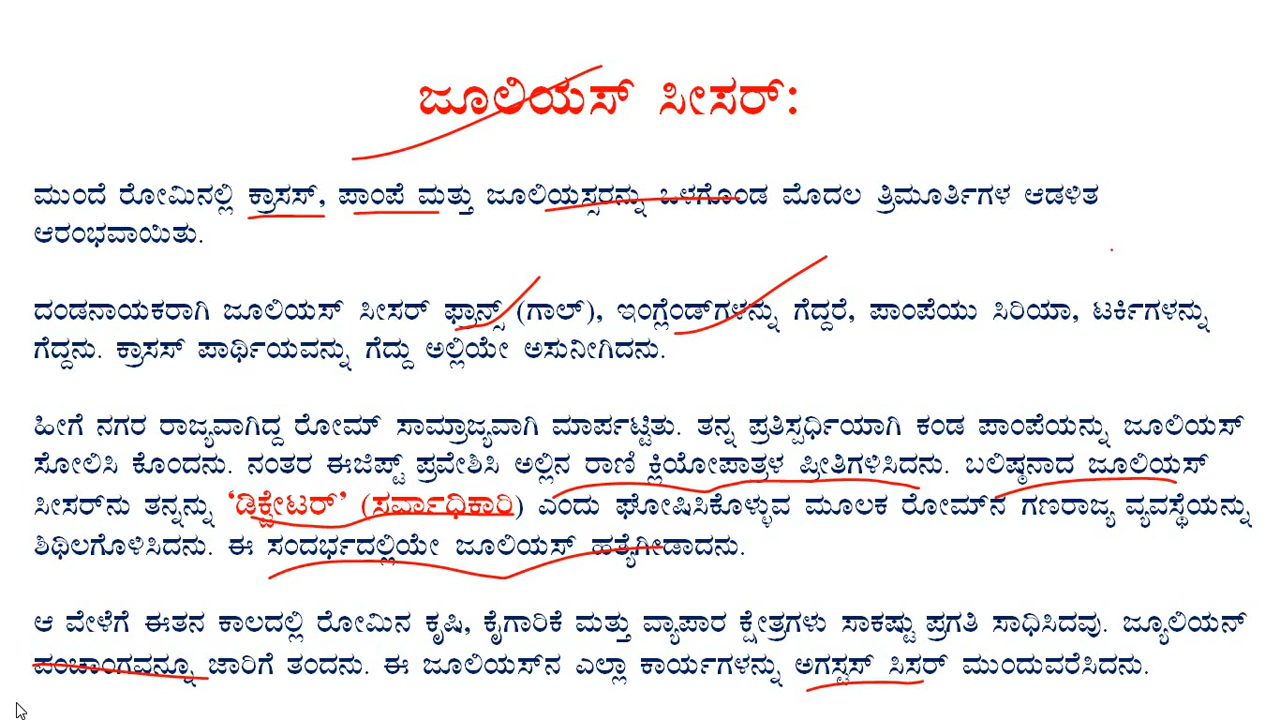 ಜೂಲಿಯಸ್ ಸೀಸರ್:
ಮುಂದೆ ರೋಮಿನಲ್ಲಿ ಕ್ರಾಸಸ್, ಪಾಂಪೆ ಮತ್ತು ಜೂಲಿಯಸ್ಸರನ್ನು ಒಳಗೊಂಡ ಮೊದಲ ತ್ರಿಮೂರ್ತಿಗಳ ಆಡಳಿತ
ಆರಂಭವಾಯಿತು.
ದಂಡನಾಯಕರಾಗಿ ಜೂಲಿಯಸ್ ಸೀಸರ್ ಫ್ರಾನ್ಸ್ (ಗಾಲ್), ಇಂಗ್ಲೆಂಡ್‌ಗಳನ್ನು ಗೆದ್ದರೆ, ಪಾಂಪೆಯು ಸಿರಿಯಾ, ಟರ್ಕಿಗಳನ್ನು
ಗೆದ್ದನು. ಕ್ರಾಸಸ್ ಪಾರ್ಥಿಯವನ್ನು ಗೆದ್ದು ಅಲ್ಲಿಯೇ ಅಸುನೀಗಿದನು.
ಹೀಗೆ ನಗರ ರಾಜ್ಯವಾಗಿದ್ದ ರೋಮ್ ಸಾಮ್ರಾಜ್ಯವಾಗಿ ಮಾರ್ಪಟ್ಟಿತು. ತನ್ನ ಪ್ರತಿಸ್ಪರ್ಧಿಯಾಗಿ ಕಂಡ ಪಾಂಪೆಯನ್ನು ಜೂಲಿಯಸ್
ಸೋಲಿಸಿ ಕೊಂದನು. ನಂತರ ಈಜಿಪ್ಟ್ ಪ್ರವೇಶಿಸಿ ಅಲ್ಲಿನ ರಾಣಿ ಕ್ಲಿಯೋಪಾತ್ರಳ ಪ್ರೀತಿಗಳಿಸಿದನು. ಬಲಿಷ್ಠನಾದ ಜೂಲಿಯಸ್
ಸೀಸರ್‌ನು ತನ್ನನ್ನು ‘ಡಿಕ್ಟೇಟರ್’ (ಸರ್ವಾಧಿಕಾರಿ) ಎಂದು ಘೋಷಿಸಿಕೊಳ್ಳುವ ಮೂಲಕ ರೋಮ್‌ನ ಗಣರಾಜ್ಯ ವ್ಯವಸ್ಥೆಯನ್ನು
ಶಿಥಿಲಗೊಳಿಸಿದನು. ಈ ಸಂದರ್ಭದಲ್ಲಿಯೇ ಜೂಲಿಯಸ್ ಹತ್ಯೆಗೀಡಾದನು.
ಆ ವೇಳೆಗೆ ಈತನ ಕಾಲದಲ್ಲಿ ರೋಮಿನ ಕೃಷಿ, ಕೈಗಾರಿಕೆ ಮತ್ತು ವ್ಯಾಪಾರ ಕ್ಷೇತ್ರಗಳು ಸಾಕಷ್ಟು ಪ್ರಗತಿ ಸಾಧಿಸಿದವು. ಜ್ಯೂಲಿಯನ್
ಪಂಚಾಂಗವನ್ನೂ ಜಾರಿಗೆ ತಂದನು. ಈ ಜೂಲಿಯಸ್‌ನ ಎಲ್ಲಾ ಕಾರ್ಯಗಳನ್ನು ಅಗಸ್ಟಸ್ ಸಿಸರ್ ಮುಂದುವರೆಸಿದನು.